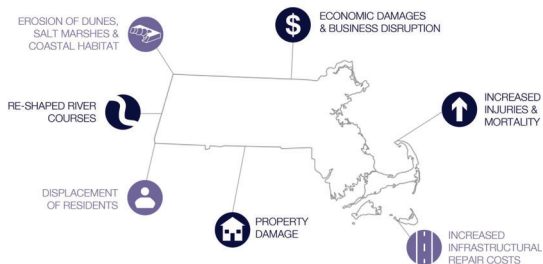 EROSION OF DUNES,
SALT MARSHES &
COASTAL HABITAT
$
ECONOMIC DAMAGES
& BUSINESS DISRUPTION
RE-SHAPED RIVER
COURSES
INCREASED
INJURIES &
MORTALITY
DISPLACEMENT
OF RESIDENTS
PROPERTY
DAMAGE
INCREASED
INFRASTRUCTURAL
REPAIR COSTS